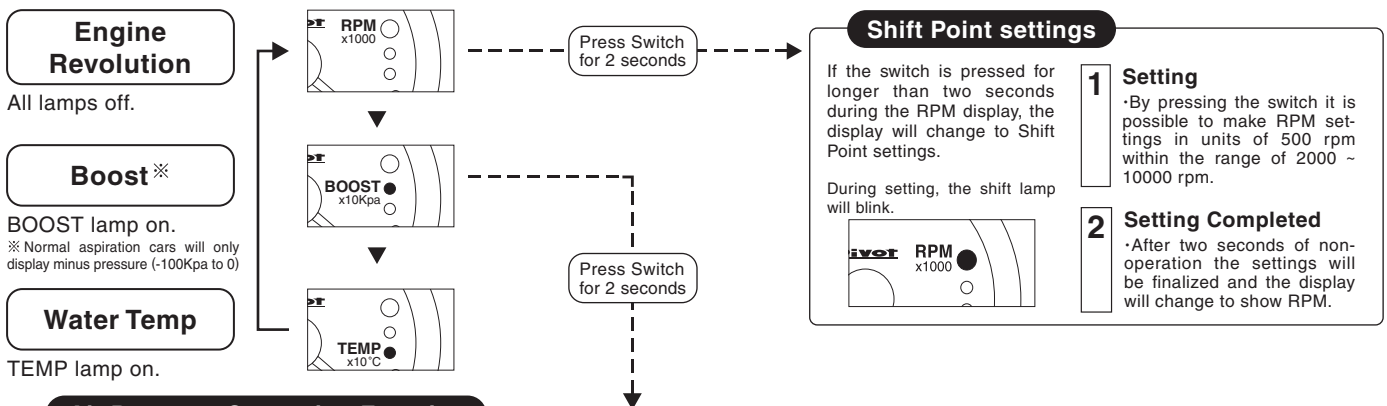 Engine
Revolution
All lamps off.
Boost※
BOOST lamp on.
※ Normal aspiration cars will only
display minus pressure (-100Kpa to 0)
Water Temp
TEMP lamp on.
RPM
x1000
BOOST
x10Kpa
TEMP
x10°C
Press Switch
for 2 seconds
Press Switch
for 2 seconds
Shift Point settings
If the switch is pressed for
longer than two seconds
during the RPM display, the
display will change to Shift
Point settings.
During setting, the shift lamp
will blink.
RPM
x1000
1 Setting
・By pressing the switch it is
possible to make RPM set-
tings in units of 500 rpm
within the range of 2000 ~
10000 rpm.
2 Setting Completed
・After two seconds of non-
operation the settings will
be finalized and the display
will change to show RPM.